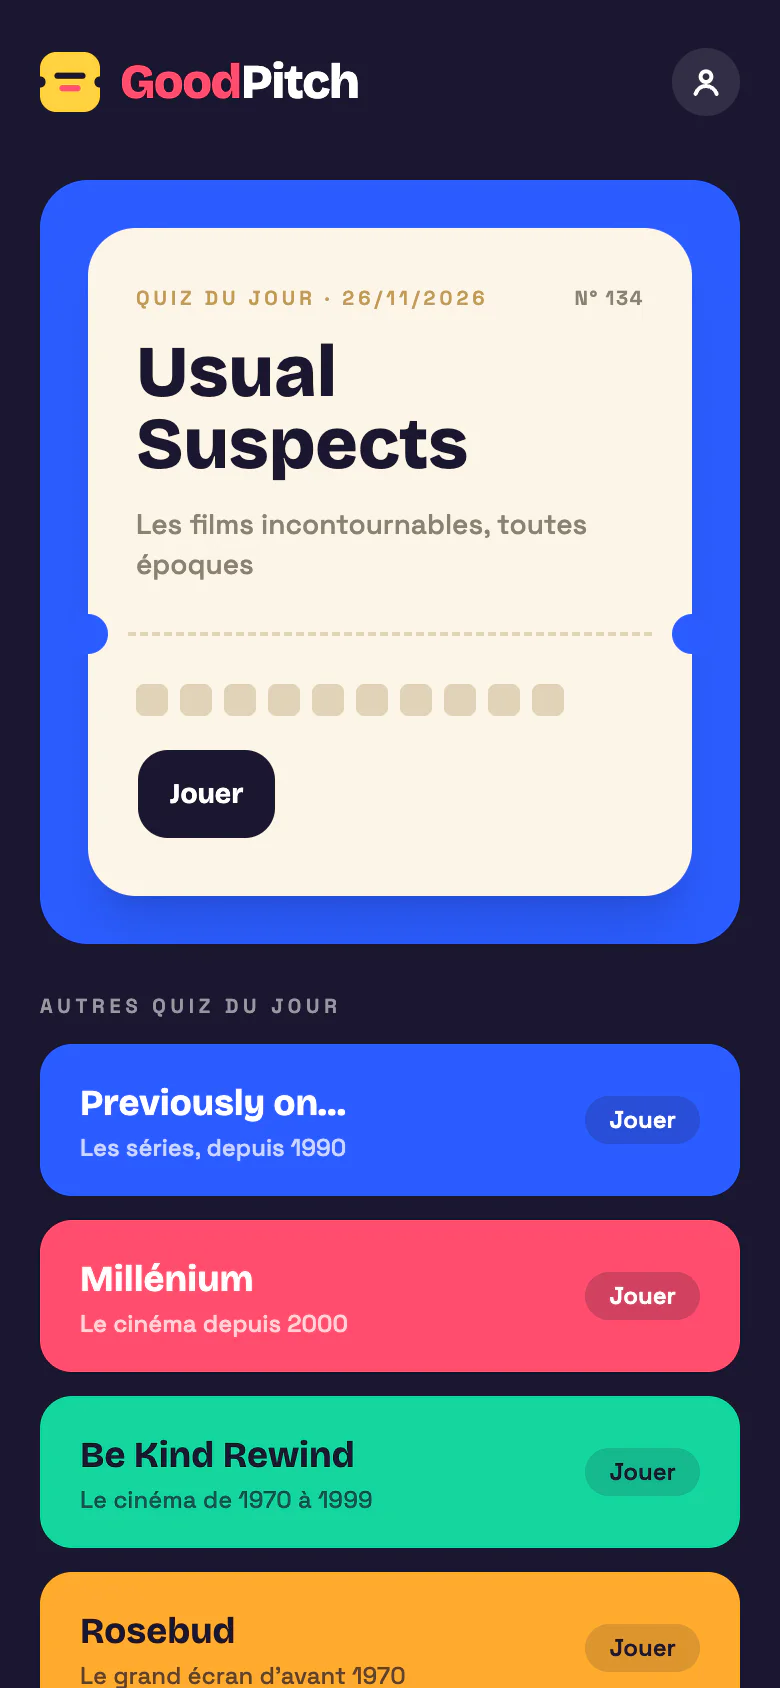 GoodPitch
QUIZ DU JOUR · 26/11/2026
N° 134
Usual
Suspects
Les films incontournables, toutes
époques
Jouer
AUTRES QUIZ DU JOUR
Previously on...
Les séries, depuis 1990
Jouer
Millénium
Le cinéma depuis 2000
Jouer
Be Kind Rewind
Le cinéma de 1970 à 1999
Jouer
Rosebud
Le grand écran d’avant 1970
Jouer